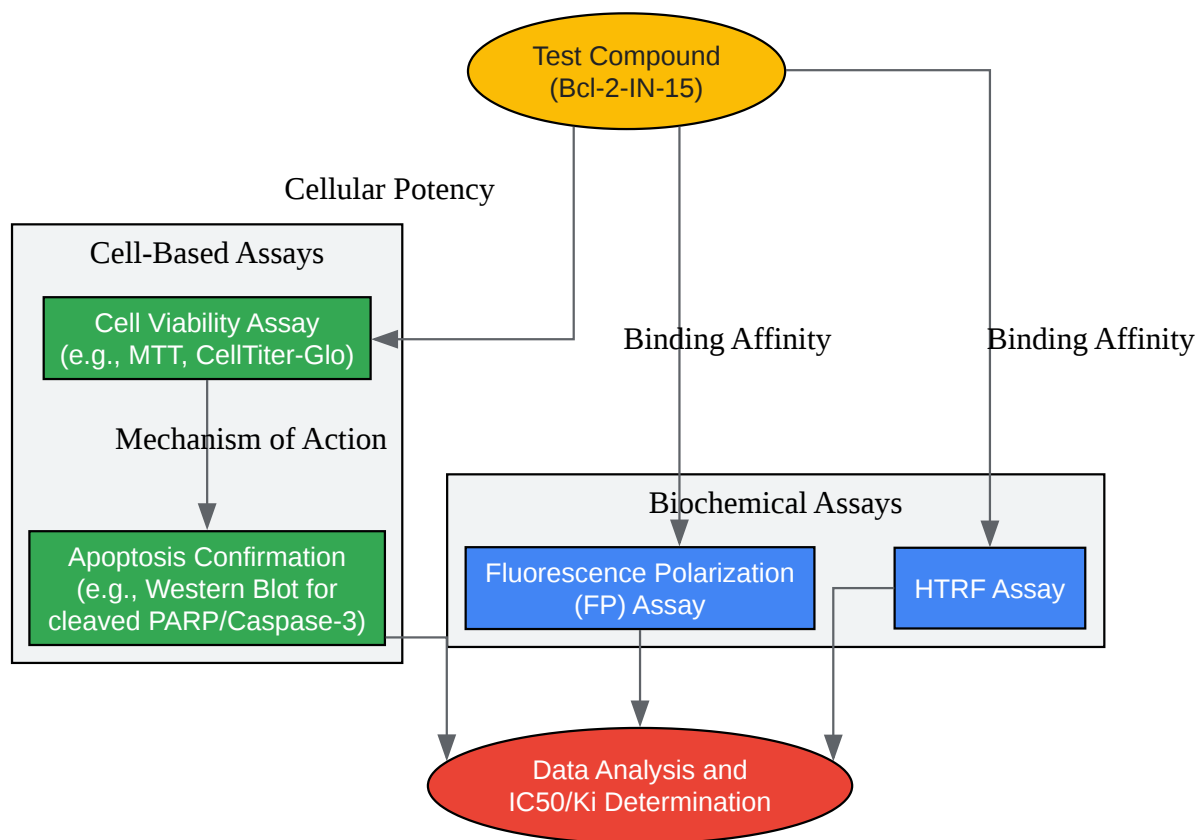 Test Compound
(Bcl-2-IN-15)
Cellular Potency
Cell-Based Assays
Cell Viability Assay
(e.g., MTT, CellTiter-Glo)
Binding Affinity
Binding Affinity
Mechanism of Action
Biochemical Assays
Apoptosis Confirmation
(e.g., Western Blot for
cleaved PARP/Caspase-3)
Fluorescence Polarization
(FP) Assay
HTRF Assay
Data Analysis and
IC50/Ki Determination